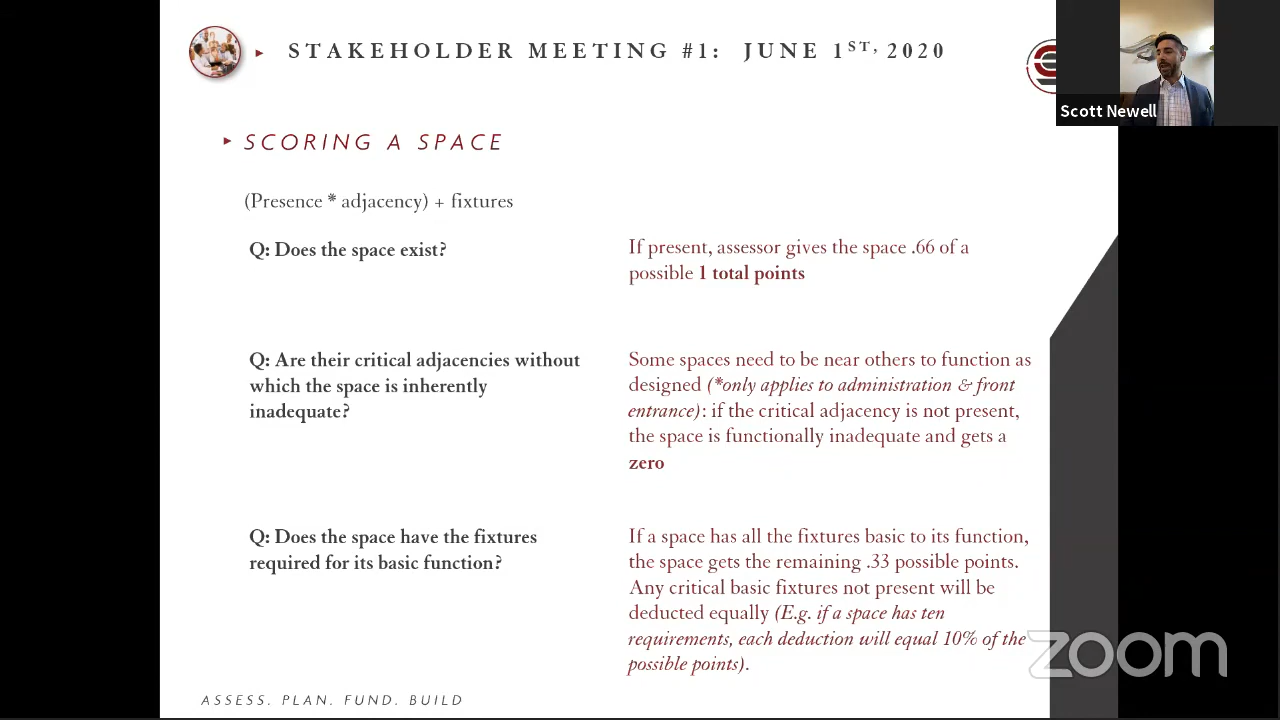 STAKEHOLDER MEETING #1: JUNE 1ST, 2020
Scott Newell
SCORING A SPACE
(Presence * adjacency) + fixtures
Q: Does the space exist?
If present, assessor gives the space .66 of a
possible 1 total points
Q: Are their critical adjacencies without
which the space is inherently
inadequate?
Some spaces need to be near others to function as
designed (*only applies to administration & front
entrance): if the critical adjacency is not present,
the space is functionally inadequate and gets a
zero
Q: Does the space have the fixtures
required for its basic function?
If a space has all the fixtures basic to its function,
the space gets the remaining .33 possible points.
Any critical basic fixtures not present will be
deducted equally (E.g. if a space has ten
requirements, each deduction will equal 10% of the
possible points).
zoom
ASSESS. PLAN. FUND. BUILD